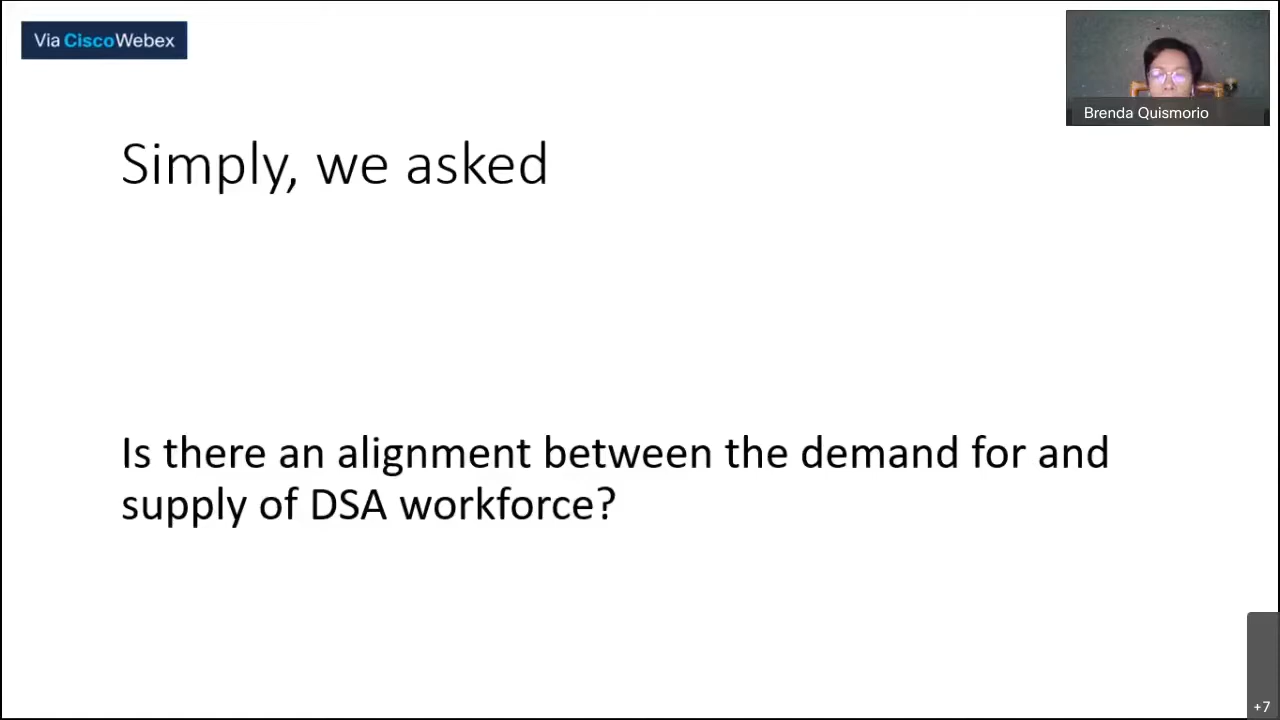 Via CiscoWebex
Brenda Quismorio
Simply, we asked
Is there an alignment between the demand for and
supply of DSA workforce?
+7